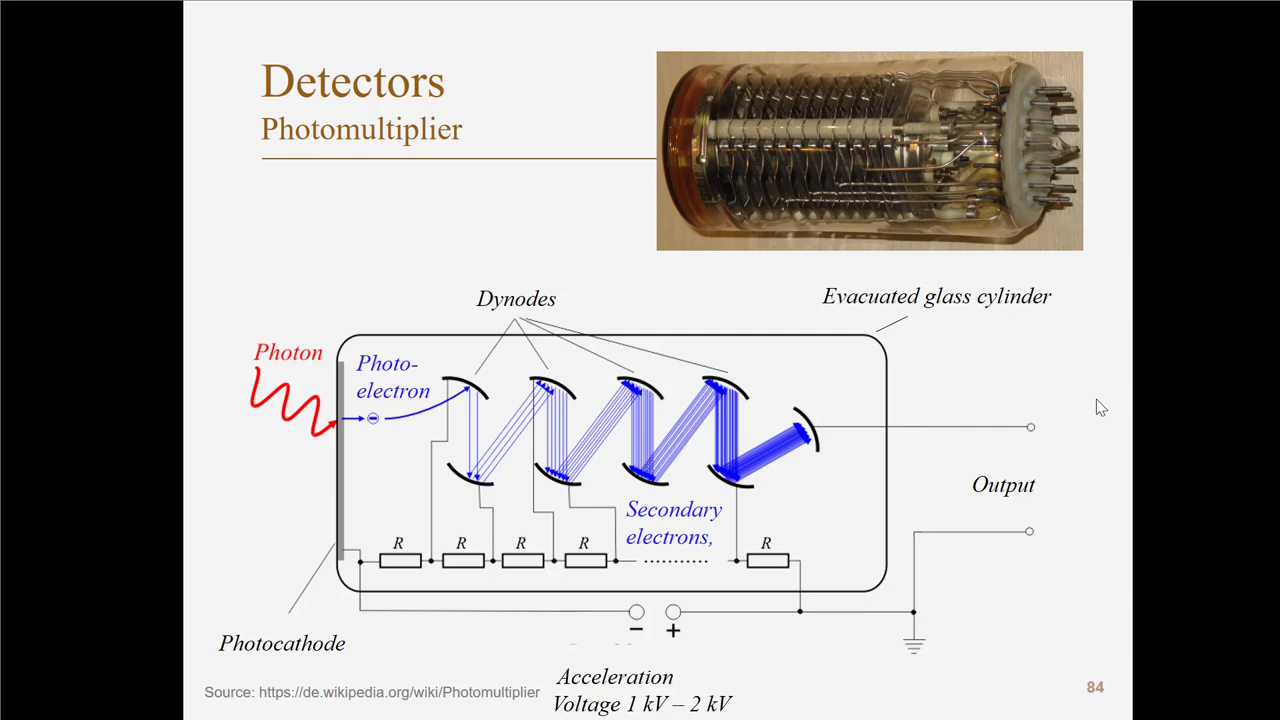 Detectors
Photomultiplier
Dynodes
Evacuated glass cylinder
Photon
Photo-
electron
Secondary
electrons,
Output
R R R R R
− +
Photocathode
Acceleration
Voltage 1 kV – 2 kV
Source: https://de.wikipedia.org/wiki/Photomultiplier
84